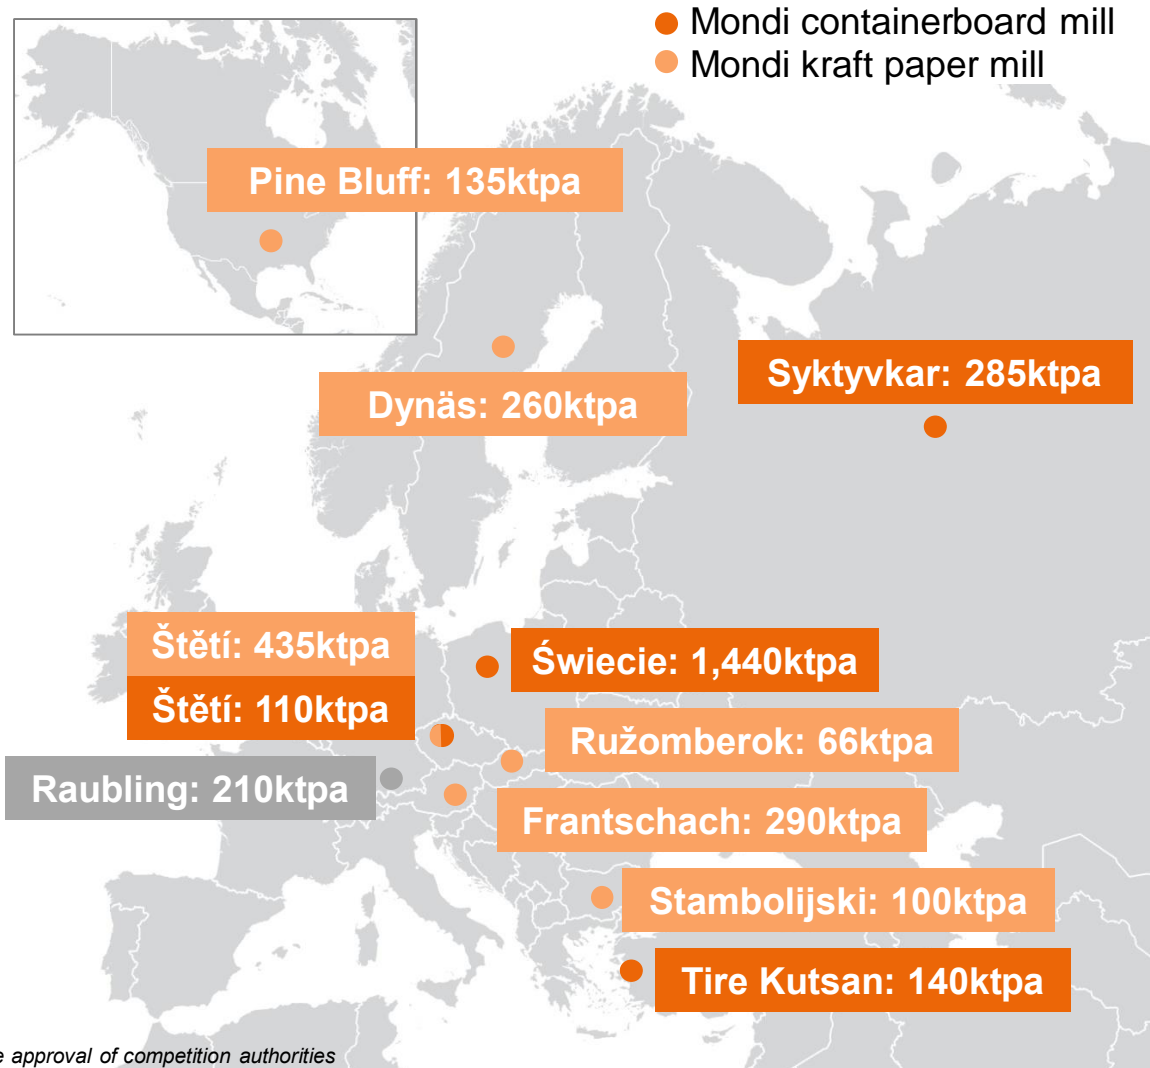 Mondi containerboard mill
Mondi kraft paper mill
Pine Bluff: 135ktpa
Dynäs: 260ktpa
Syktyvkar: 285ktpa
Štětí: 435ktpa
Štětí: 110ktpa
Świecie: 1,440ktpa
Ružomberok: 66ktpa
Raubling: 210ktpa
Frantschach: 290ktpa
Stambolijski: 100ktpa
Tire Kutsan: 140ktpa
approval of competition authorities